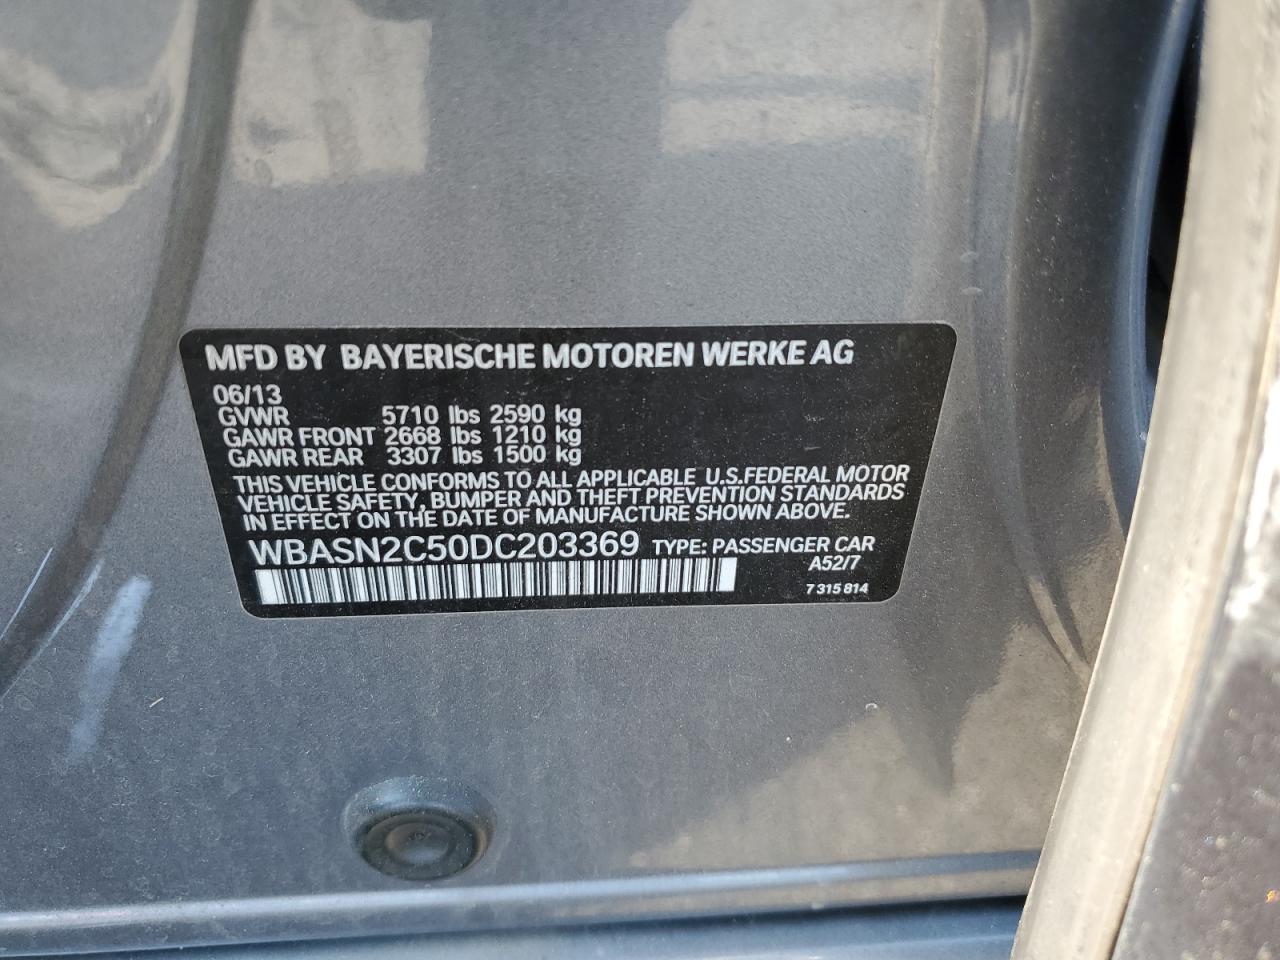 MFD BY BAYERISCHE MOTOREN WERKE AG
06/13
GVWR 5710 lbs 2590 kg
GAWR FRONT 2668 lbs 1210 kg
GAWR REAR 3307 lbs 1500 kg
THIS VEHICLE CONFORMS TO ALL APPLICABLE U.S.FEDERAL MOTOR
VEHICLE SAFETY, BUMPER AND THEFT PREVENTION STANDARDS
IN EFFECT ON THE DATE OF MANUFACTURE SHOWN ABOVE.
WBASN2C50DC203369 TYPE: PASSENGER CAR
A52/7
7 315 814